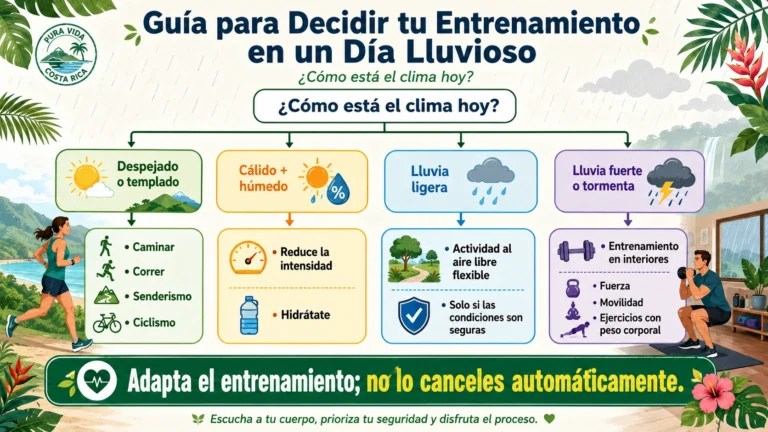 PURA VIDA
COSTA RICA
Guía para Decidir tu Entrenamiento
en un Día Lluvioso
¿Cómo está el clima hoy?
¿Cómo está el clima hoy?
Despejado
o templado
Cálido +
húmedo
%
Lluvia
ligera
Lluvia fuerte
o tormenta
• Caminar
• Correr
• Senderismo
• Ciclismo
• Reduce la
intensidad
• Hidrátate
• Actividad al
aire libre
flexible
• Solo si las
condiciones son
seguras
• Entrenamiento
en interiores
• Fuerza
• Movilidad
• Ejercicios con
peso corporal
Adapta el entrenamiento; no lo canceles automáticamente.
Escucha a tu cuerpo, prioriza tu seguridad y disfruta el proceso.